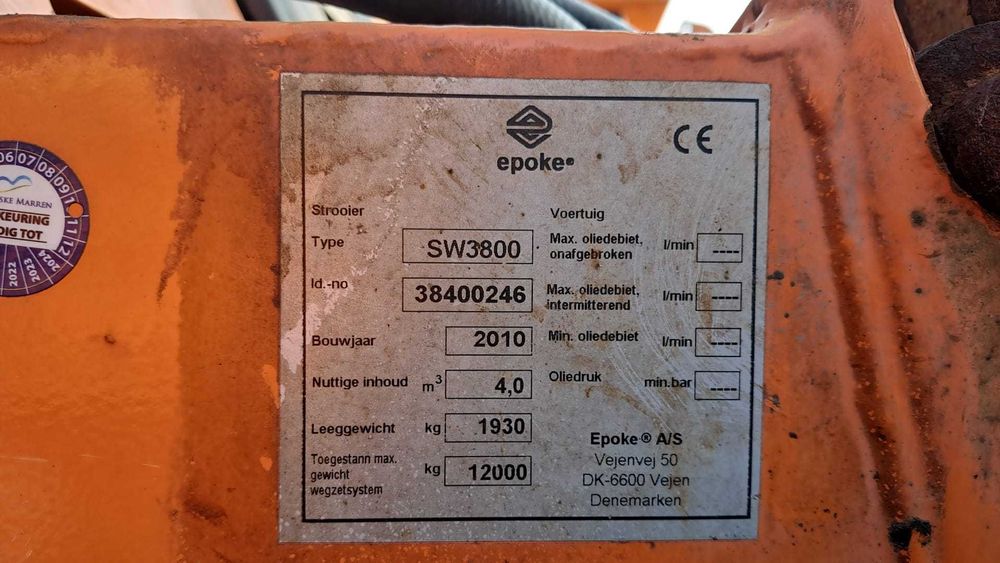 epoke®
CE
Strooier
Type SW3800
Id.-no 38400246
Bouwjaar 2010
Nuttige inhoud m³ 4,0
Leeggewicht kg 1930
Toegestann max.
gewicht kg 12000
wegzetsystem
Voertuig
Max. oliedebiet, l/min ----
onafgebroken
Max. oliedebiet, l/min ----
intermitterend
Min. oliedebiet l/min ----
Oliedruk min.bar ----
Epoke® A/S
Vejenvej 50
DK-6600 Vejen
Denemarken
06 07 08 09 1 11 12
SKE MARREN
KEURING
DIG TOT
2022 2023 2024